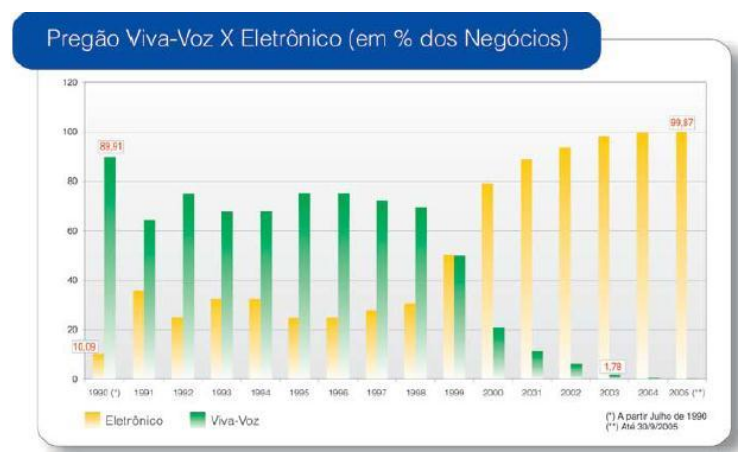 Pregão Viva-Voz X Eletrônico (em % dos Negócios)
120
100
80
60
40
20
0
89,91
10,09
1,78
99,87
1990 (*) 1991 1992 1993 1994 1995 1996 1997 1998 1999 2000 2001 2002 2003 2004 2005 (**)
Eletrônico Viva-Voz
(*) A partir Julho de 1990
(**) Até 30/9/2005